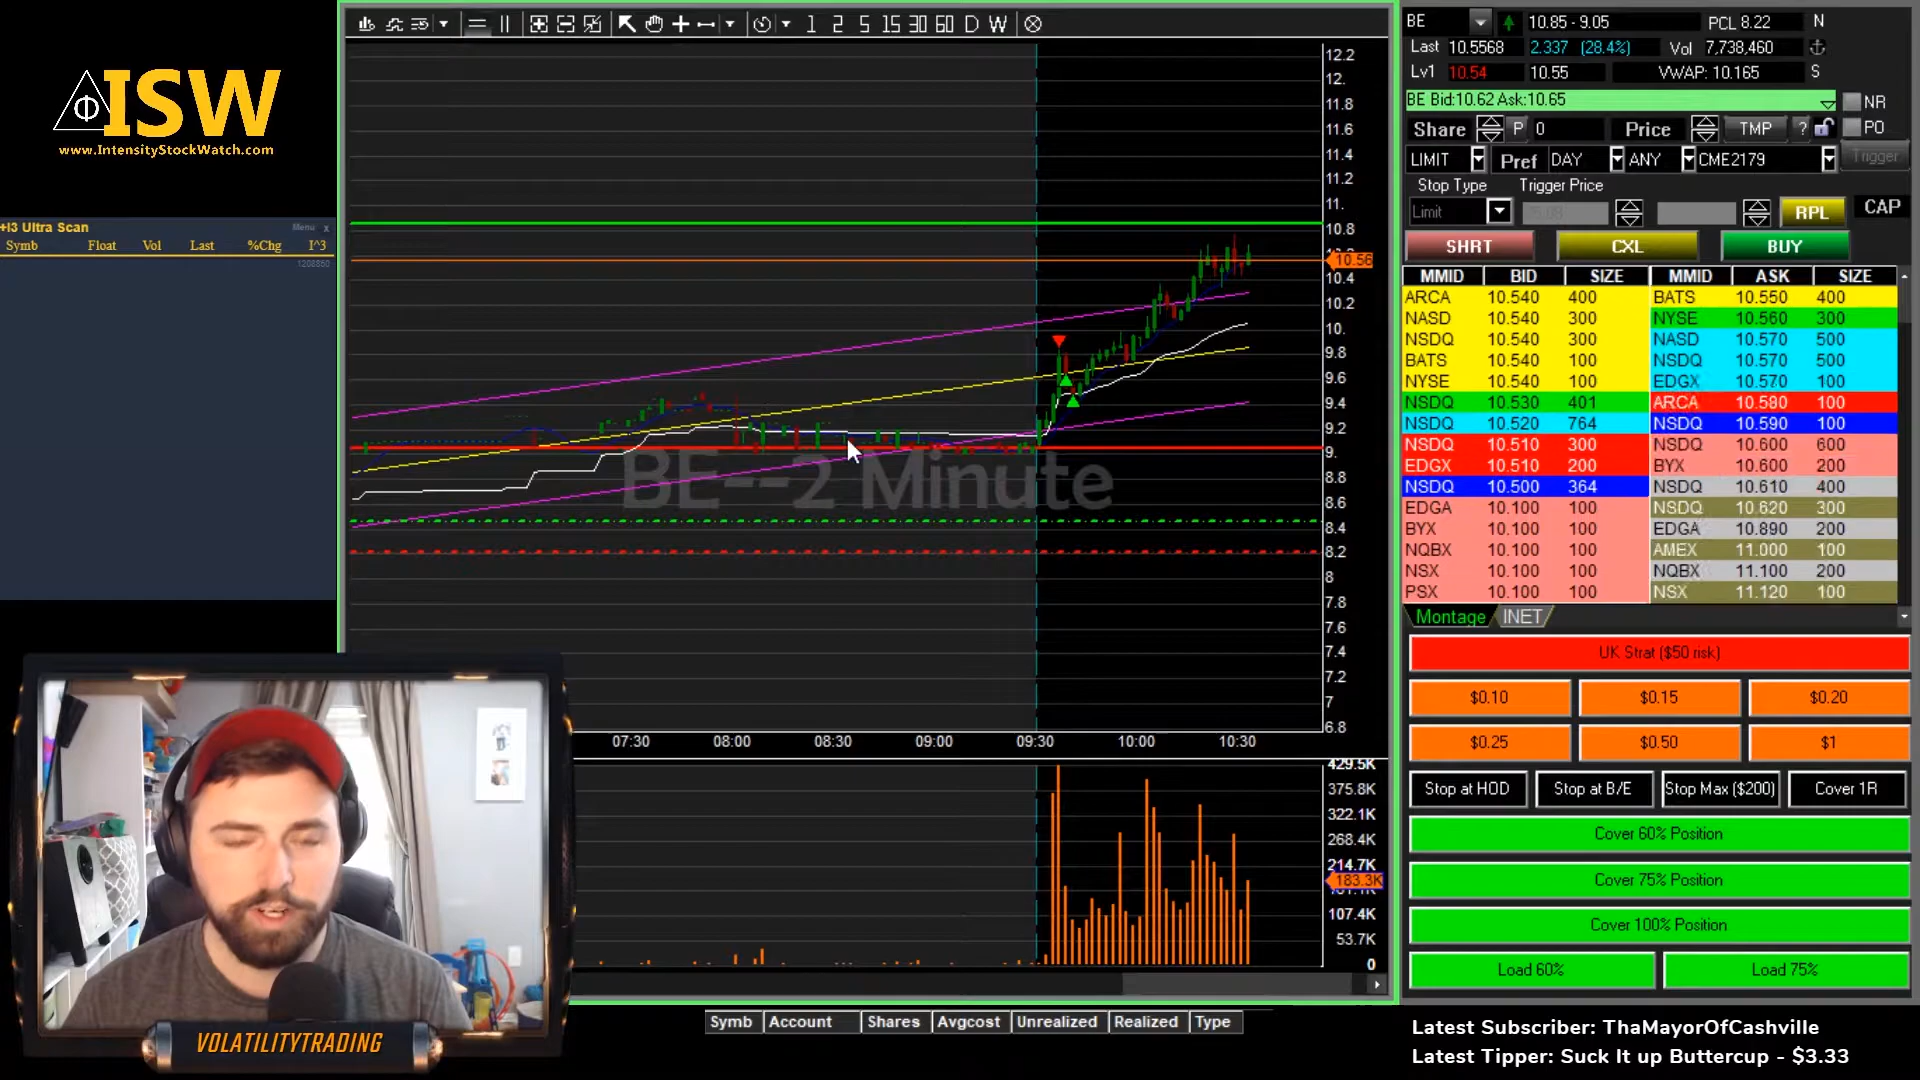 ISW
www.IntensityStockWatch.com
+I3 Ultra Scan Menu x
Symb Float Vol Last %Chg I^3
1 2 5 15 30 60 D W
12.2
12.
11.8
11.6
11.4
11.2
11.
10.8
10.56
10.4
10.2
10.
9.8
9.6
9.4
9.2
9.
8.8
8.6
8.4
8.2
8
7.8
7.6
7.4
7.2
7
6.8
BE--2 Minute
07:30 08:00 08:30 09:00 09:30 10:00 10:30
429.5K
375.8K
322.1K
268.4K
214.7K
183.3K
107.4K
53.7K
0
BE 10.85 - 9.05 PCL 8.22 N
Last 10.5568 2.337 (28.4%) Vol 7,738,460
Lv1 10.54 10.55 VWAP: 10.165 S
BE Bid:10.62 Ask:10.65 NR
Share P 0 Price TMP ? PO
LIMIT Pref DAY ANY CME2179 Trigger
Stop Type Trigger Price
Limit RPL CAP
SHRT CXL BUY
MMID BID SIZE MMID ASK SIZE
ARCA 10.540 400 BATS 10.550 400
NASD 10.540 300 NYSE 10.560 300
NSDQ 10.540 300 NASD 10.570 500
BATS 10.540 100 NSDQ 10.570 500
NYSE 10.540 100 EDGX 10.570 100
NSDQ 10.530 401 ARCA 10.580 100
NSDQ 10.520 764 NSDQ 10.590 100
NSDQ 10.510 300 NSDQ 10.600 600
EDGX 10.510 200 BYX 10.600 200
NSDQ 10.500 364 NSDQ 10.610 400
EDGA 10.100 100 NSDQ 10.620 300
BYX 10.100 100 EDGA 10.890 200
NQBX 10.100 100 AMEX 11.000 100
NSX 10.100 100 NQBX 11.100 200
PSX 10.100 100 NSX 11.120 100
Montage INET
UK Strat ($50 risk)
$0.10 $0.15 $0.20
$0.25 $0.50 $1
Stop at HOD Stop at B/E Stop Max ($200) Cover 1R
Cover 60% Position
Cover 75% Position
Cover 100% Position
Load 60% Load 75%
Symb Account Shares Avgcost Unrealized Realized Type
VOLATILITYTRADING
Latest Subscriber: ThaMayorOfCashville
Latest Tipper: Suck It up Buttercup - $3.33